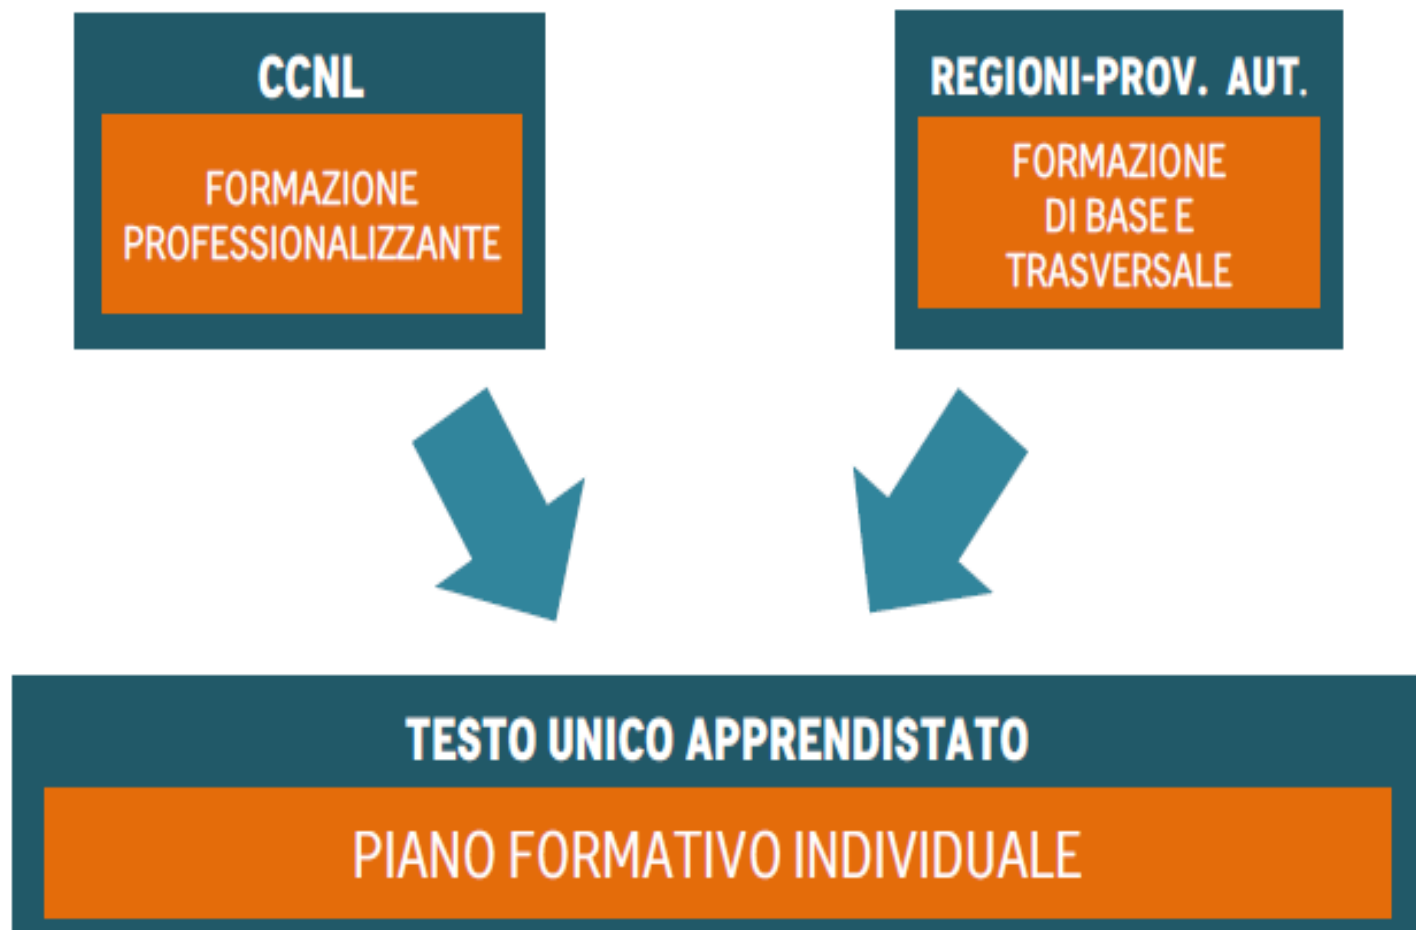 CCNL
FORMAZIONE
PROFESSIONALIZZANTE
REGIONI-PROV. AUT.
FORMAZIONE
DI BASE E
TRASVERSALE
TESTO UNICO APPRENDISTATO
PIANO FORMATIVO INDIVIDUALE